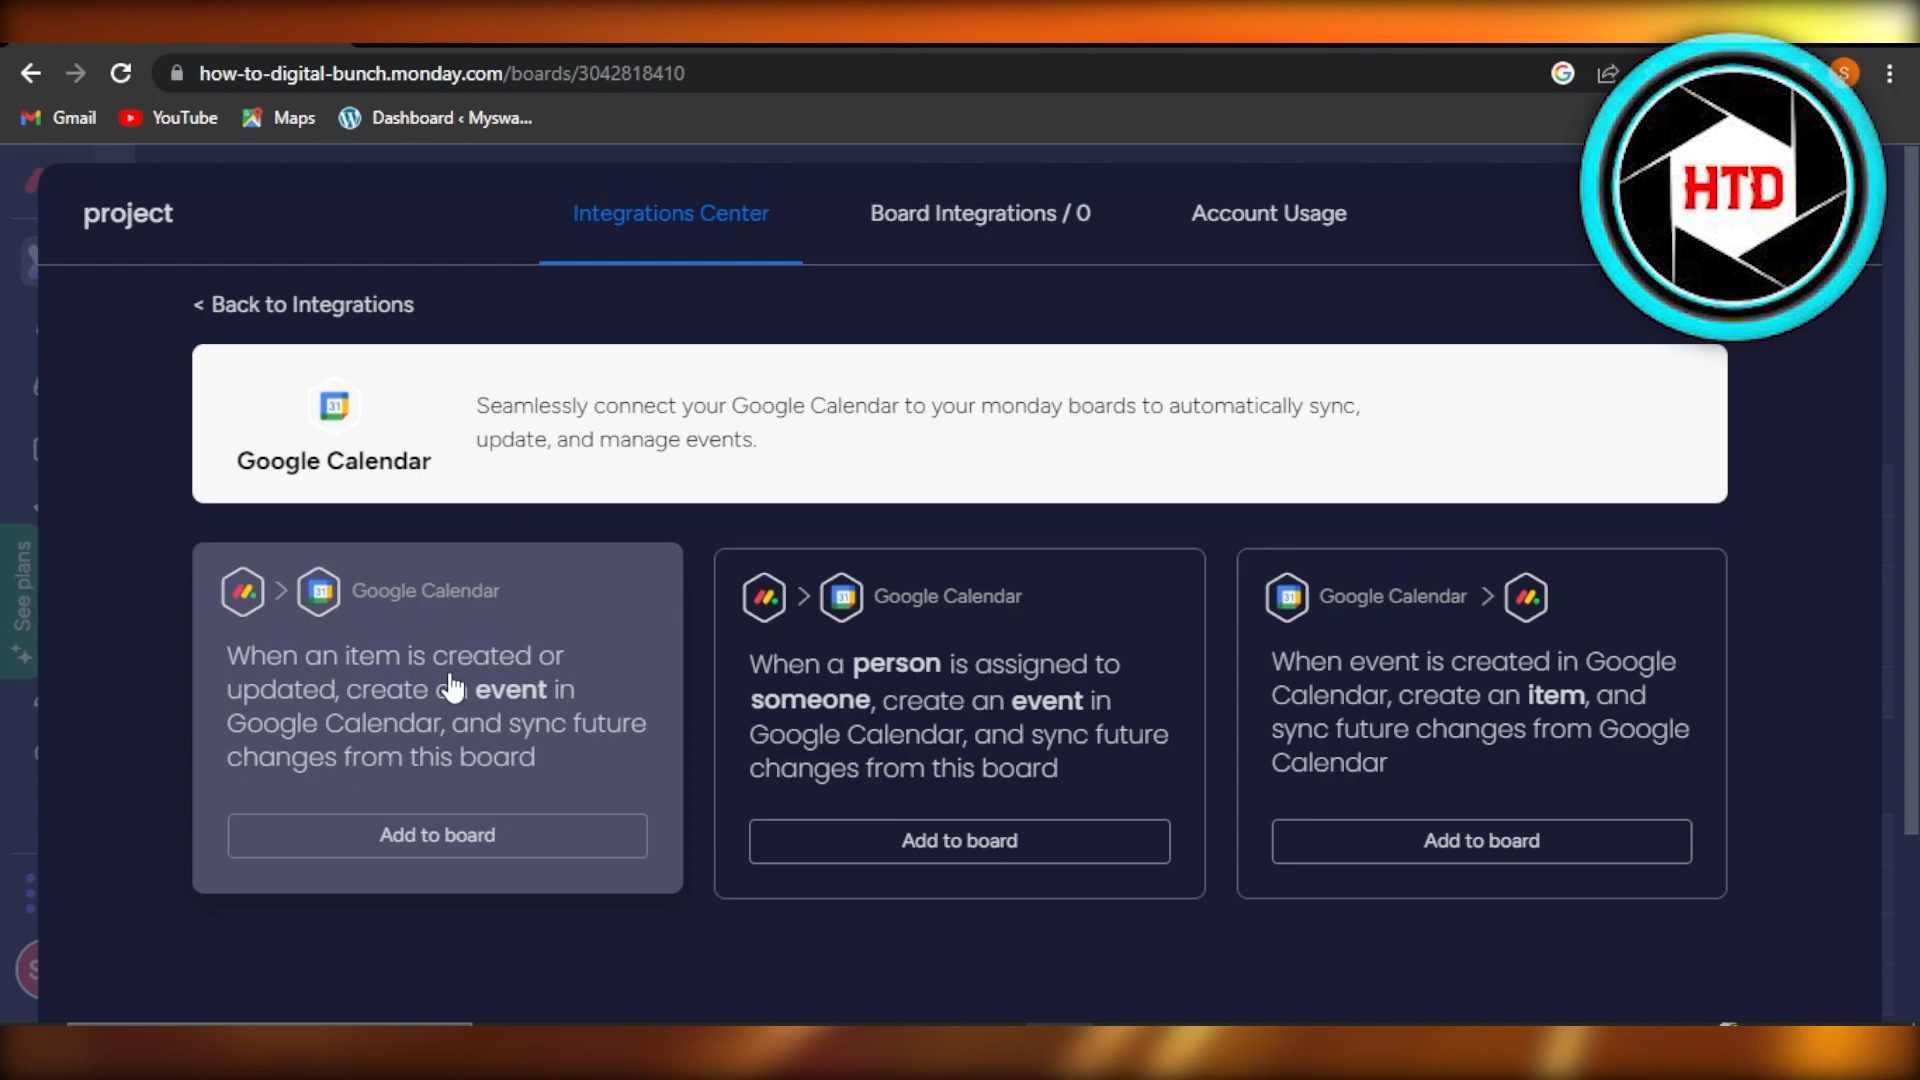 how-to-digital-bunch.monday.com/boards/3042818410
S
Gmail
YouTube
Maps
Dashboard ‹ Myswa...
HTD
project
Integrations Center
Board Integrations / 0
Account Usage
< Back to Integrations
31
Google Calendar
Seamlessly connect your Google Calendar to your monday boards to automatically sync,
update, and manage events.
See plans
31
Google Calendar
When an item is created or
updated, create an event in
Google Calendar, and sync future
changes from this board
Add to board
31
Google Calendar
When a person is assigned to
someone, create an event in
Google Calendar, and sync future
changes from this board
Add to board
31
Google Calendar
When event is created in Google
Calendar, create an item, and
sync future changes from Google
Calendar
Add to board
S